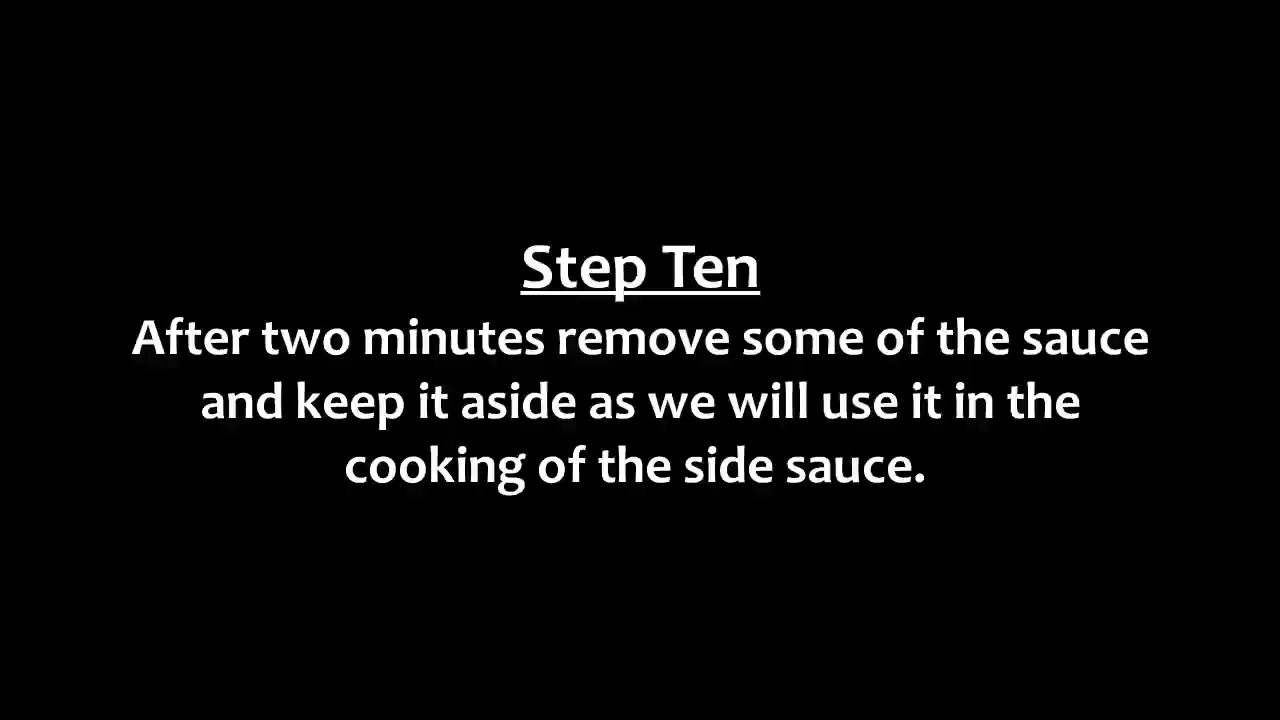 Step Ten
After two minutes remove some of the sauce
and keep it aside as we will use it in the
cooking of the side sauce.